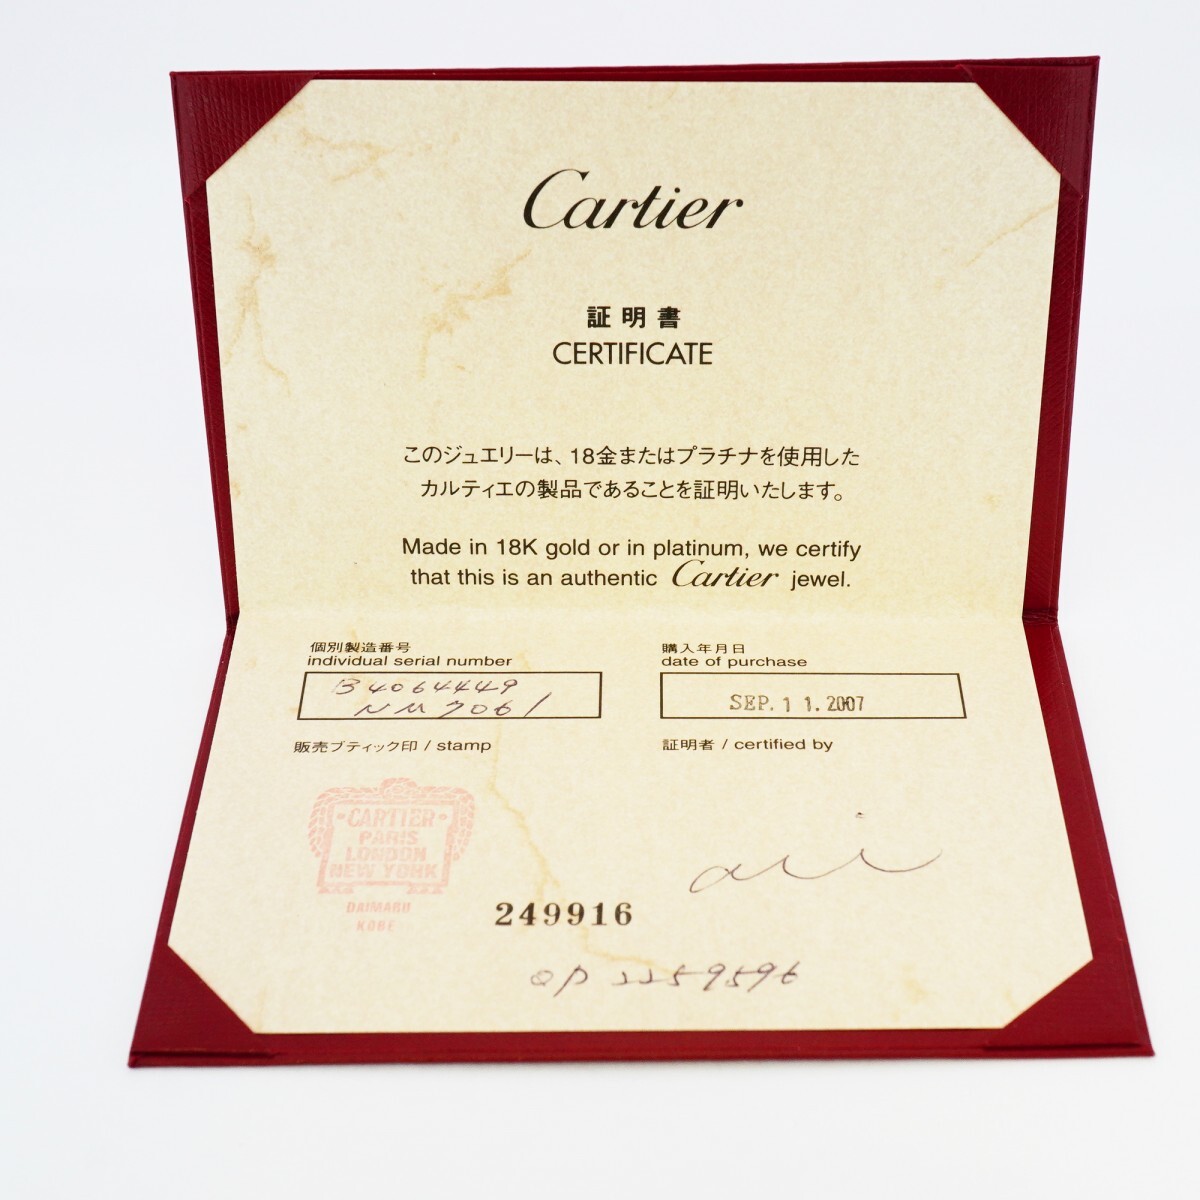 Cartier
証明書
CERTIFICATE
このジュエリーは、18金またはプラチナを使用した
カルティエの製品であることを証明いたします。
Made in 18K gold or in platinum, we certify
that this is an authentic Cartier jewel.
個別製造番号
individual serial number
B4064449
NM7061
購入年月日
date of purchase
SEP. 11. 2007
販売ブティック印 / stamp
証明者 / certified by
·CARTIER·
PARIS
LONDON
NEW YORK
DAIMARU
KOBE
249916
OP 2259596